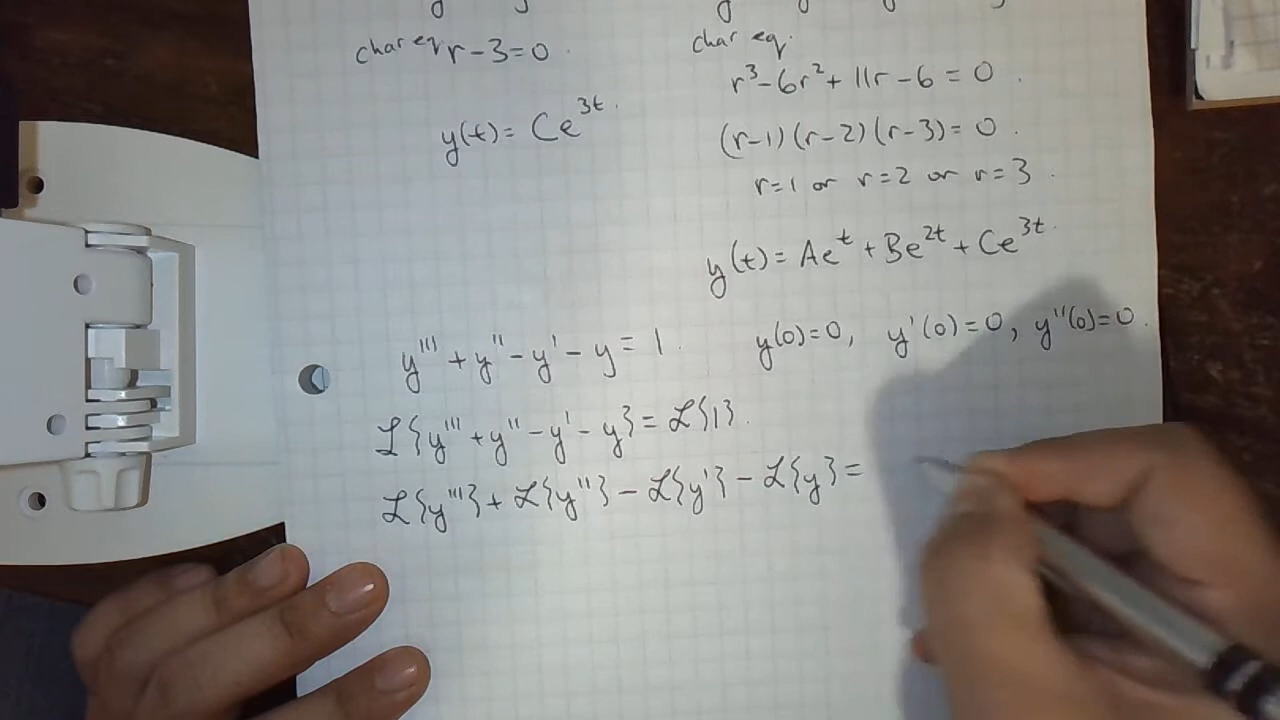 char eq r-3=0.
y(t)= Ce^{3t}.
char eq.
r³-6r²+11r-6=0.
(r-1)(r-2)(r-3)=0.
r=1 or r=2 or r=3.
y(t)= Ae^t+Be^{2t}+Ce^{3t}.
y'''+y''-y'-y=1. y(0)=0, y'(0)=0, y''(0)=0.
ℒ{y'''+y''-y'-y}=ℒ{1}.
ℒ{y'''}+ℒ{y''}-ℒ{y'}-ℒ{y}=